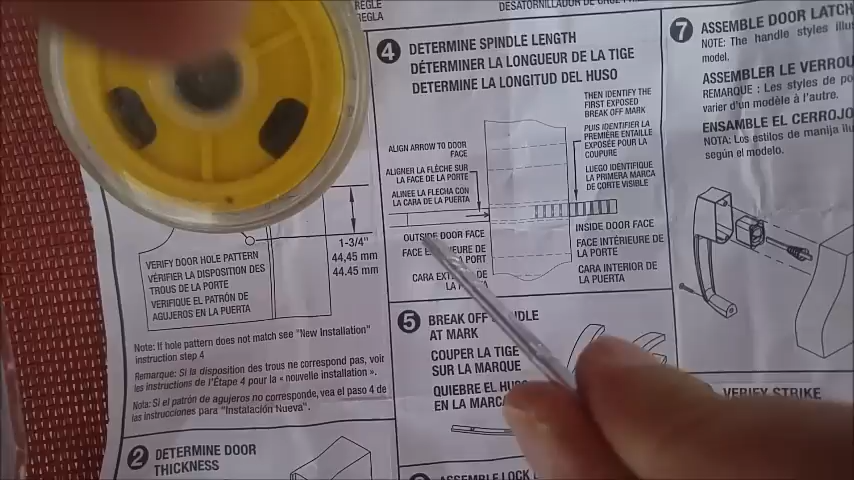 RÈGLE
REGLA
VERIFY DOOR HOLE PATTERN
VÉRIFIER LA DISPOSITION DES
TROUS DE LA PORTE
VERIFIQUE EL PATRÓN DE
AGUJEROS EN LA PUERTA
1-3/4"
44,45 mm
44.45 mm
Note: If hole pattern does not match see "New Installation"
instruction step 4
Remarque: Si la disposition des trous ne correspond pas, voir
les instructions de l'Étape 4 pour la « nouvelle installation ».
Nota: Si el patrón de agujeros no corresponde, vea el paso 4 de
las instrucciones para "Instalación Nueva".
2 DETERMINE DOOR
THICKNESS
4 DETERMINE SPINDLE LENGTH
DÉTERMINER LA LONGUEUR DE LA TIGE
DETERMINE LA LONGITUD DEL HUSO
ALIGN ARROW TO DOOR
FACE
ALIGNER LA FLÈCHE SUR
LA FACE DE LA PORTE
ALINEE LA FLECHA CON
LA CARA DE LA PUERTA
THEN IDENTIFY THE
FIRST EXPOSED
BREAK OFF MARK
PUIS IDENTIFIER LA
PREMIÈRE ENTAILLE
EXPOSÉE POUR LA
COUPURE
LUEGO IDENTIFIQUE
LA PRIMERA MARCA
DE CORTE VISIBLE
OUTSIDE DOOR FACE
FACE DE
LA PORT
CARA DE
LA
INSIDE DOOR FACE
FACE INTÉRIEURE DE
LA PORTE
CARA INTERIOR DE
LA PUERTA
5 BREAK OFF
AT MARK
COUPER LA TIGE
SUR LA MARQUE
QUIEBRE EL
EN LA
ASSEMBLE LOCK
7 ASSEMBLE DOOR LATCH
NOTE: The handle styles
model.
ASSEMBLER LE VERROU
REMARQUE : Les styles de
varier d'un modèle à l'autre.
ENSAMBLE EL CERROJO
NOTA: Los estilos de manija
según el modelo.
VERIFY STRIKE